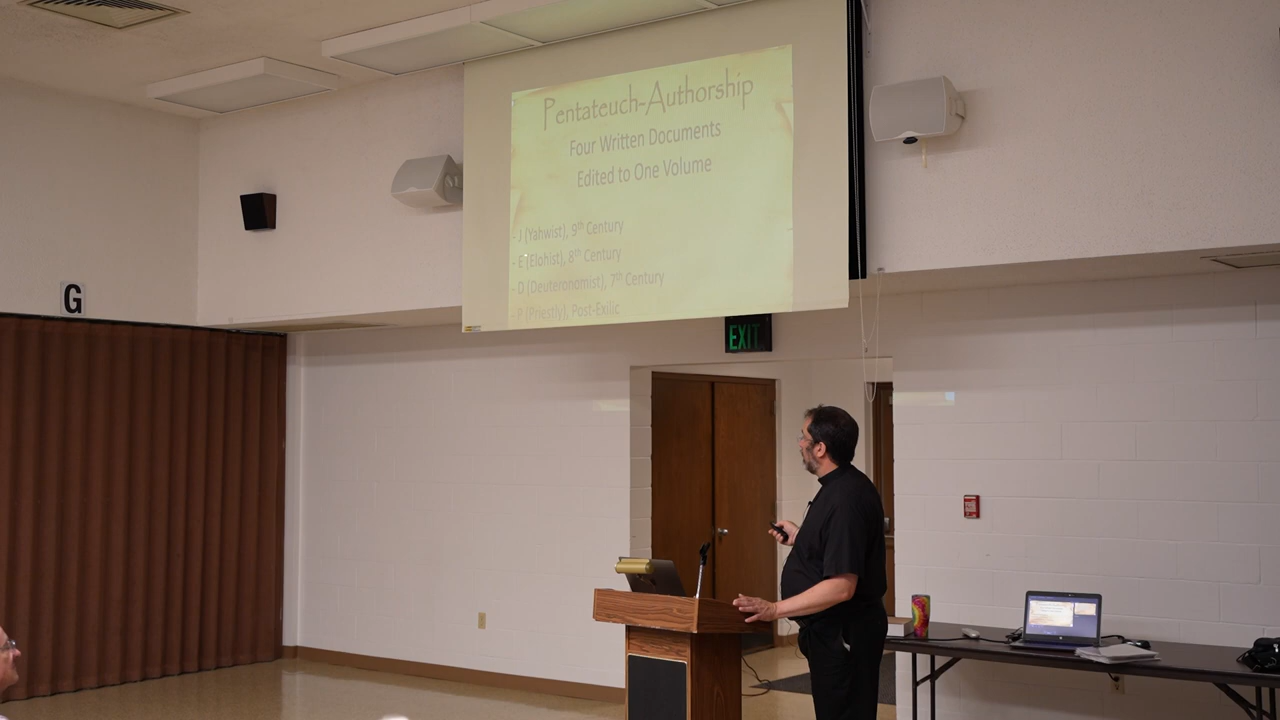 Pentateuch-Authorship
Four Written Documents
Edited to One Volume
- J (Yahwist), 9th Century
- E (Elohist), 8th Century
- D (Deuteronomist), 7th Century
- P (Priestly), Post-Exilic
G
EXIT